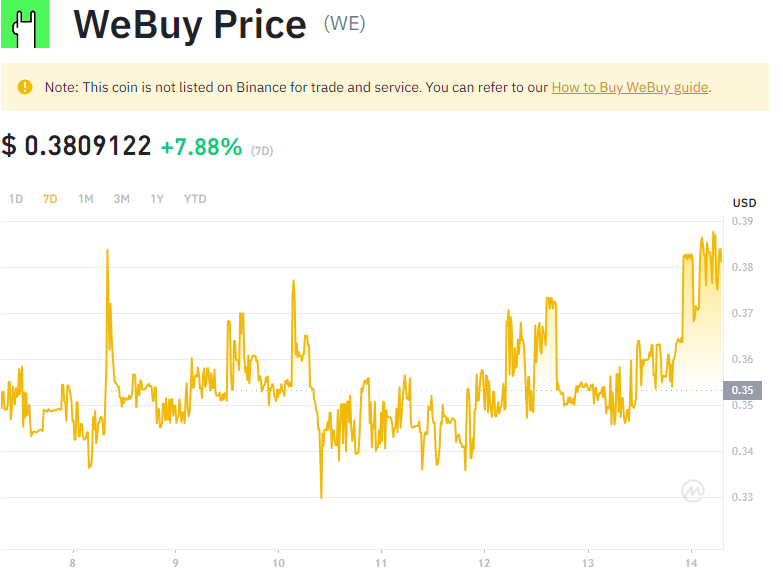 WeBuy Price (WE)
Note: This coin is not listed on Binance for trade and service. You can refer to our How to Buy WeBuy guide.
$ 0.3809122 +7.88% (7D)
1D 7D 1M 3M 1Y YTD
USD
0.39
0.38
0.37
0.36
0.35
0.35
0.34
0.33
8 9 10 11 12 13 14